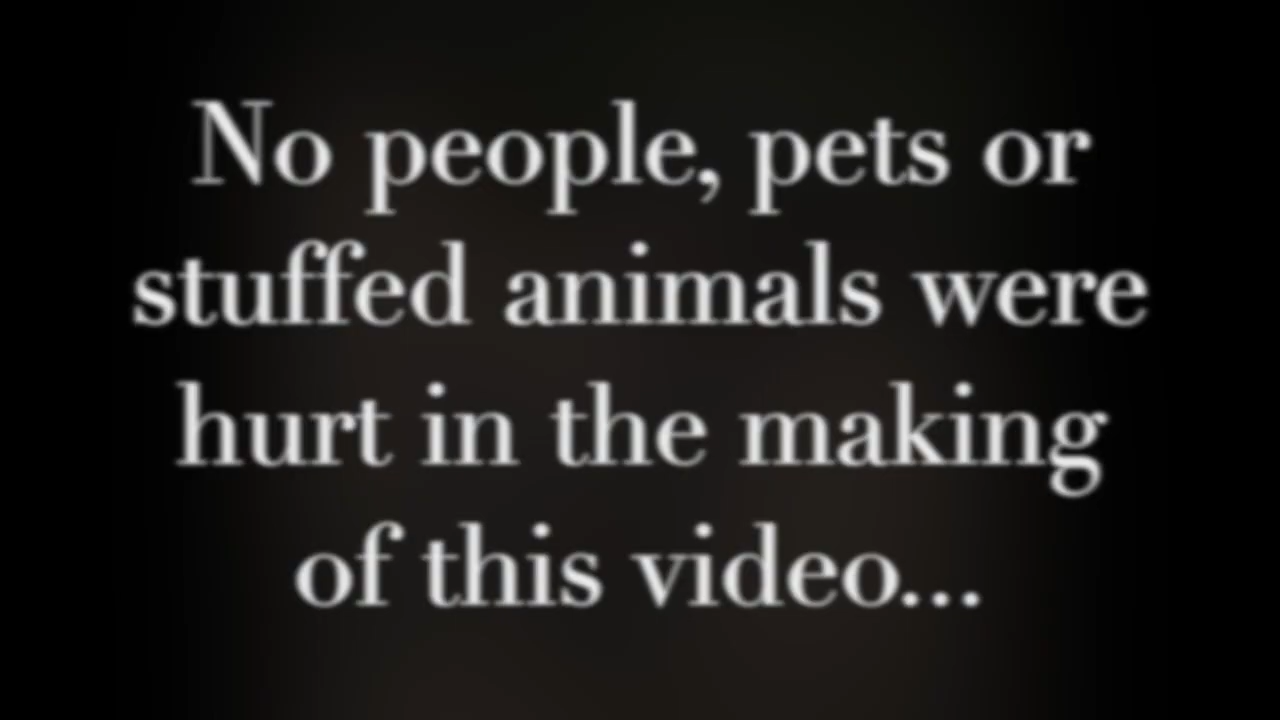 No people, pets or
stuffed animals were
hurt in the making
of this video...